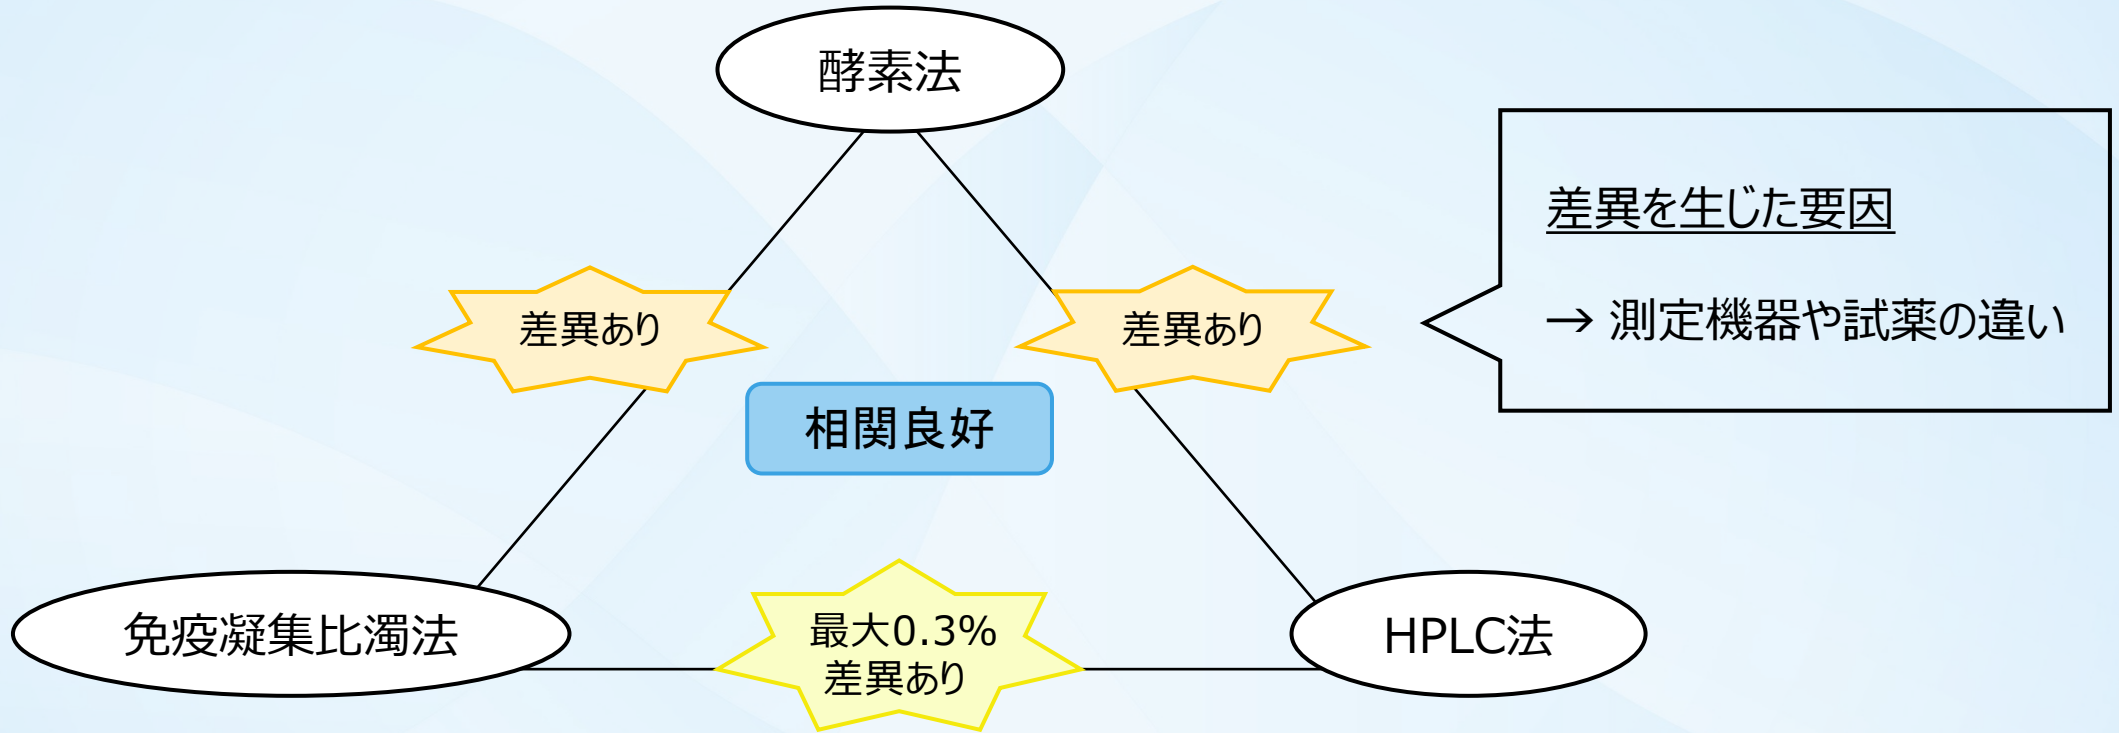 酵素法
差異を生じた要因
→ 測定機器や試薬の違い
差異あり
差異あり
相関良好
免疫凝集比濁法
最大0.3%
差異あり
HPLC法